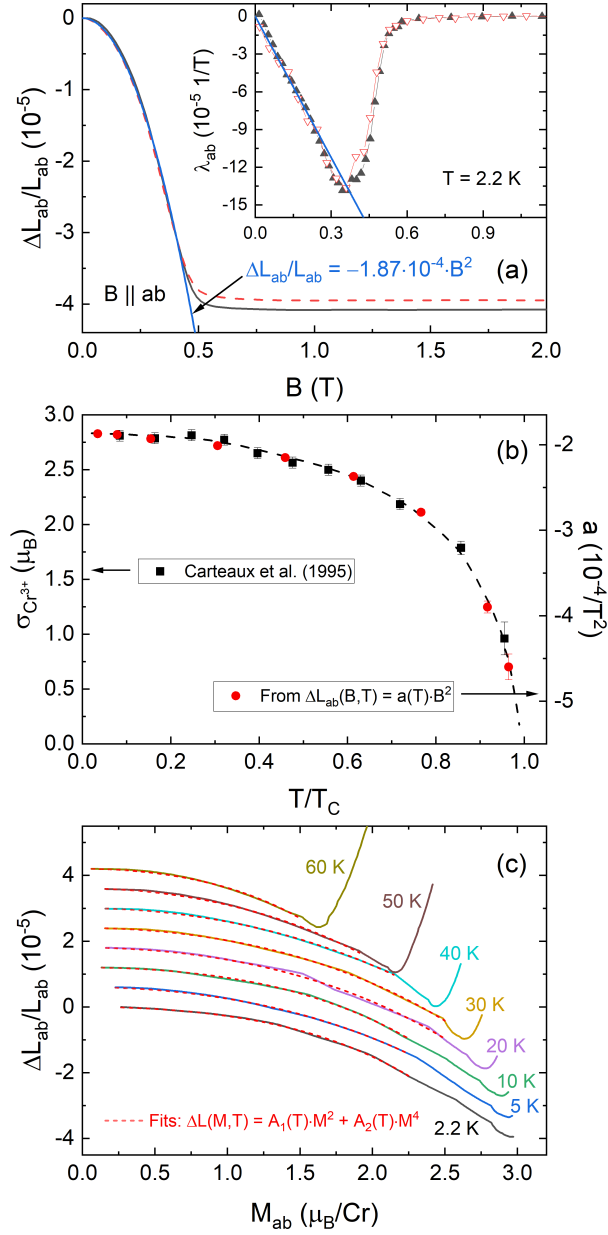 0
-1
-2
-3
-4
ΔL_ab/L_ab (10^-5)
0.0 0.5 1.0 1.5 2.0
B (T)
0
-3
-6
-9
-12
-15
λ_ab (10^-5 1/T)
0.0 0.3 0.6 0.9
T = 2.2 K
ΔL_ab/L_ab = −1.87·10^-4·B^2
B || ab
(a)
3.0
2.5
2.0
1.5
1.0
0.5
0.0
σ_Cr^3+ (μ_B)
(b)
Carteaux et al. (1995)
From ΔL_ab(B,T) = a(T)·B^2
-2
-3
-4
-5
a (10^-4/T^2)
0.0 0.2 0.4 0.6 0.8 1.0
T/T_C
4
2
0
-2
-4
ΔL_ab/L_ab (10^-5)
(c)
60 K
50 K
40 K
30 K
20 K
10 K
5 K
2.2 K
Fits: ΔL(M,T) = A_1(T)·M^2 + A_2(T)·M^4
0.0 0.5 1.0 1.5 2.0 2.5 3.0
M_ab (μ_B/Cr)